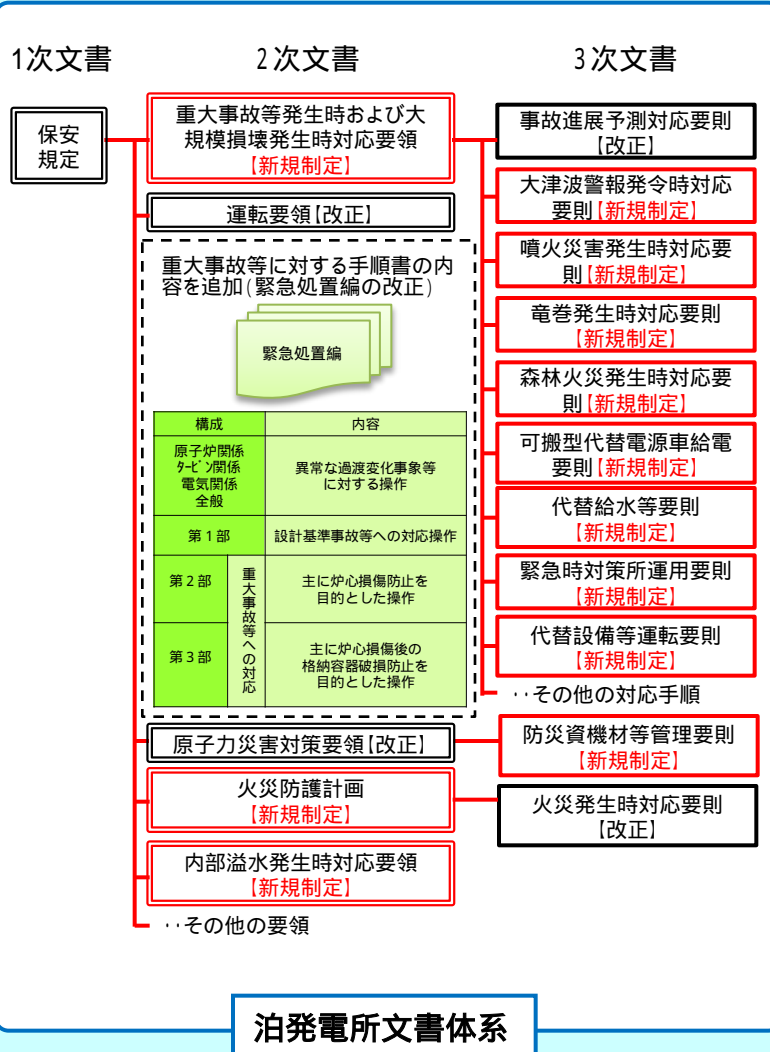 1次文書
2次文書
3次文書
保安
規定
重大事故等発生時および大
規模損壊発生時対応要領
【新規制定】
運転要領【改正】
重大事故等に対する手順書の内
容を追加(緊急処置編の改正)
緊急処置編
構成
内容
原子炉関係
タービン関係
電気関係
全般
異常な過渡変化事象等
に対する操作
第1部
設計基準事故等への対応操作
第2部
重大事故等への対応
主に炉心損傷防止を
目的とした操作
第3部
主に炉心損傷後の
格納容器破損防止を
目的とした操作
原子力災害対策要領【改正】
火災防護計画
【新規制定】
内部溢水発生時対応要領
【新規制定】
‥その他の要領
事故進展予測対応要則
【改正】
大津波警報発令時対応
要則【新規制定】
噴火災害発生時対応要
則【新規制定】
竜巻発生時対応要則
【新規制定】
森林火災発生時対応要
則【新規制定】
可搬型代替電源車給電
要則【新規制定】
代替給水等要則
【新規制定】
緊急時対策所運用要則
【新規制定】
代替設備等運転要則
【新規制定】
‥その他の対応手順
防災資機材等管理要則
【新規制定】
火災発生時対応要則
【改正】
泊発電所文書体系